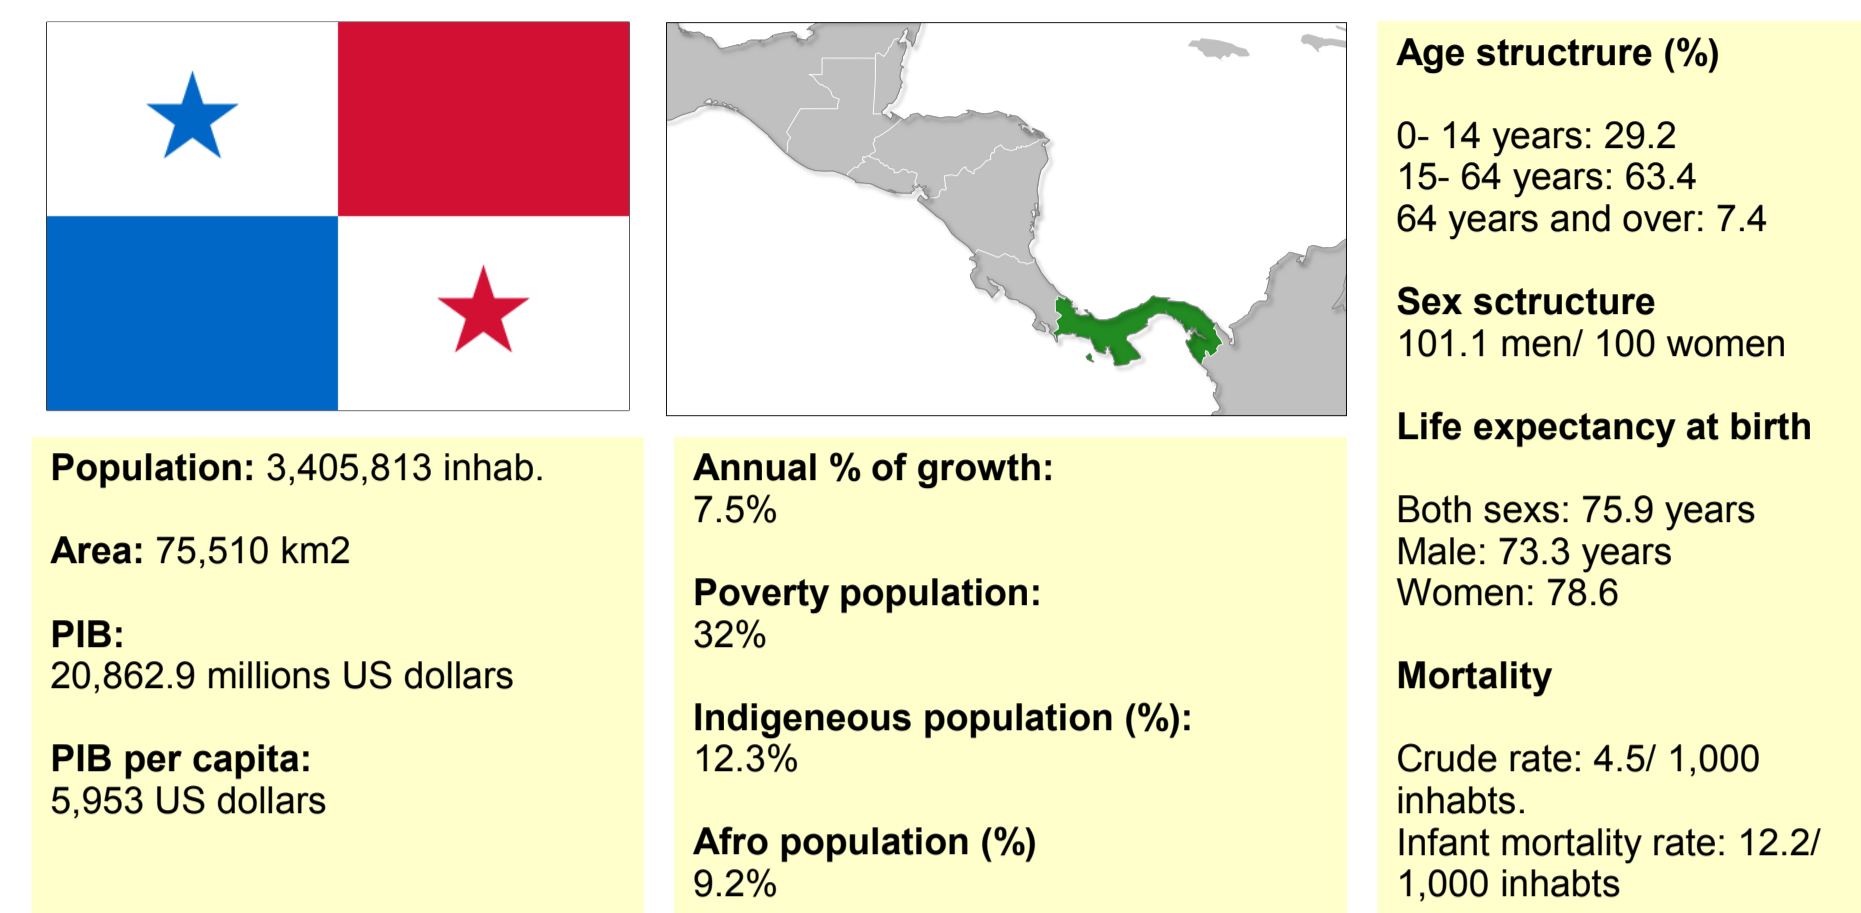 Population: 3,405,813 inhab.
Area: 75,510 km2
PIB:
20,862.9 millions US dollars
PIB per capita:
5,953 US dollars
Annual % of growth:
7.5%
Poverty population:
32%
Indigeneous population (%):
12.3%
Afro population (%)
9.2%
Age structrure (%)
0- 14 years: 29.2
15- 64 years: 63.4
64 years and over: 7.4
Sex sctructure
101.1 men/ 100 women
Life expectancy at birth
Both sexs: 75.9 years
Male: 73.3 years
Women: 78.6
Mortality
Crude rate: 4.5/ 1,000
inhabts.
Infant mortality rate: 12.2/
1,000 inhabts